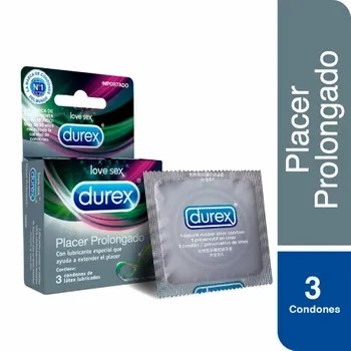 IMPORTADO
Nº1
love sex
durex
love sex
durex
Placer Prolongado
Con lubricante especial que
ayuda a extender el placer
Contiene:
3 condones de
látex lubricados
durex
Placer
Prolongado
3
Condones